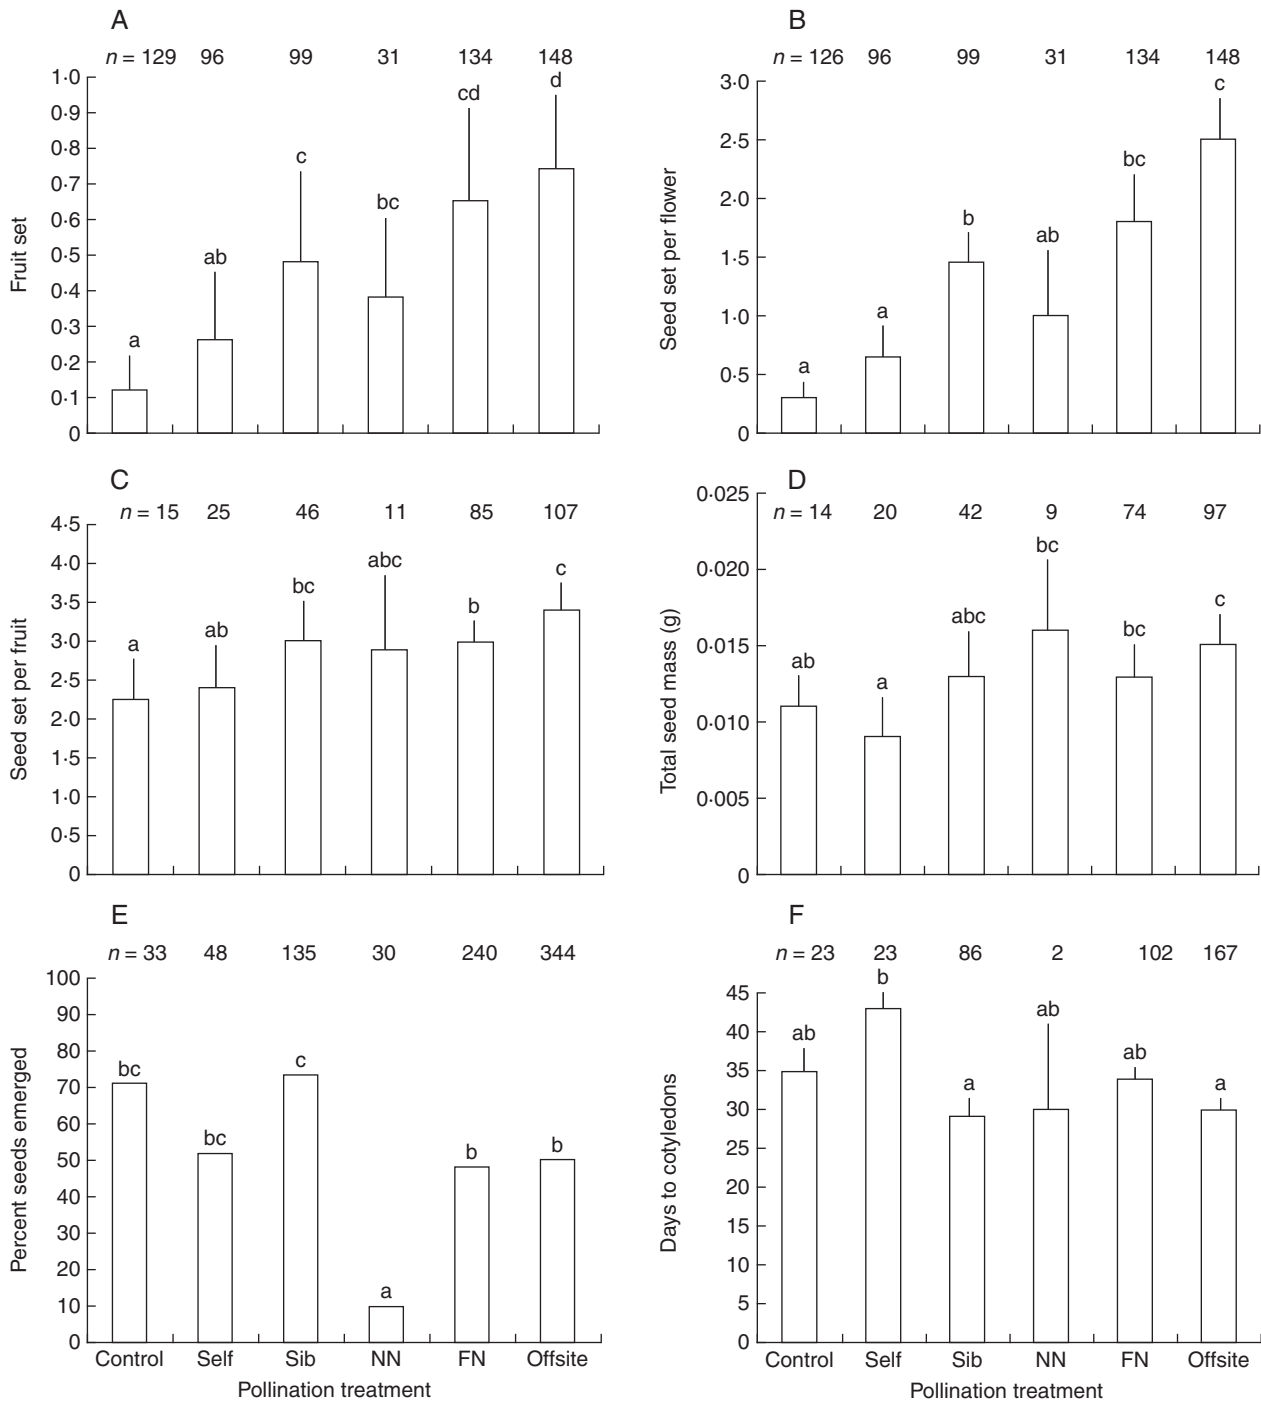 A
n = 129 96 99 31 134 148
1·0
0·9
0·8
0·7
0·6
0·5
0·4
0·3
0·2
0·1
0
Fruit set
a ab c bc cd d
B
n = 126 96 99 31 134 148
3·0
2·5
2·0
1·5
1·0
0·5
0
Seed set per flower
a a b ab bc c
C
n = 15 25 46 11 85 107
4·5
4·0
3·5
3·0
2·5
2·0
1·5
1·0
0·5
0
Seed set per fruit
a ab bc abc b c
D
n = 14 20 42 9 74 97
0·025
0·020
0·015
0·010
0·005
0
Total seed mass (g)
ab a abc bc bc c
E
n = 33 48 135 30 240 344
100
90
80
70
60
50
40
30
20
10
0
Percent seeds emerged
bc bc c a b b
Control Self Sib NN FN Offsite
Pollination treatment
F
n = 23 23 86 2 102 167
45
40
35
30
25
20
15
10
5
0
Days to cotyledons
ab b a ab ab a
Control Self Sib NN FN Offsite
Pollination treatment